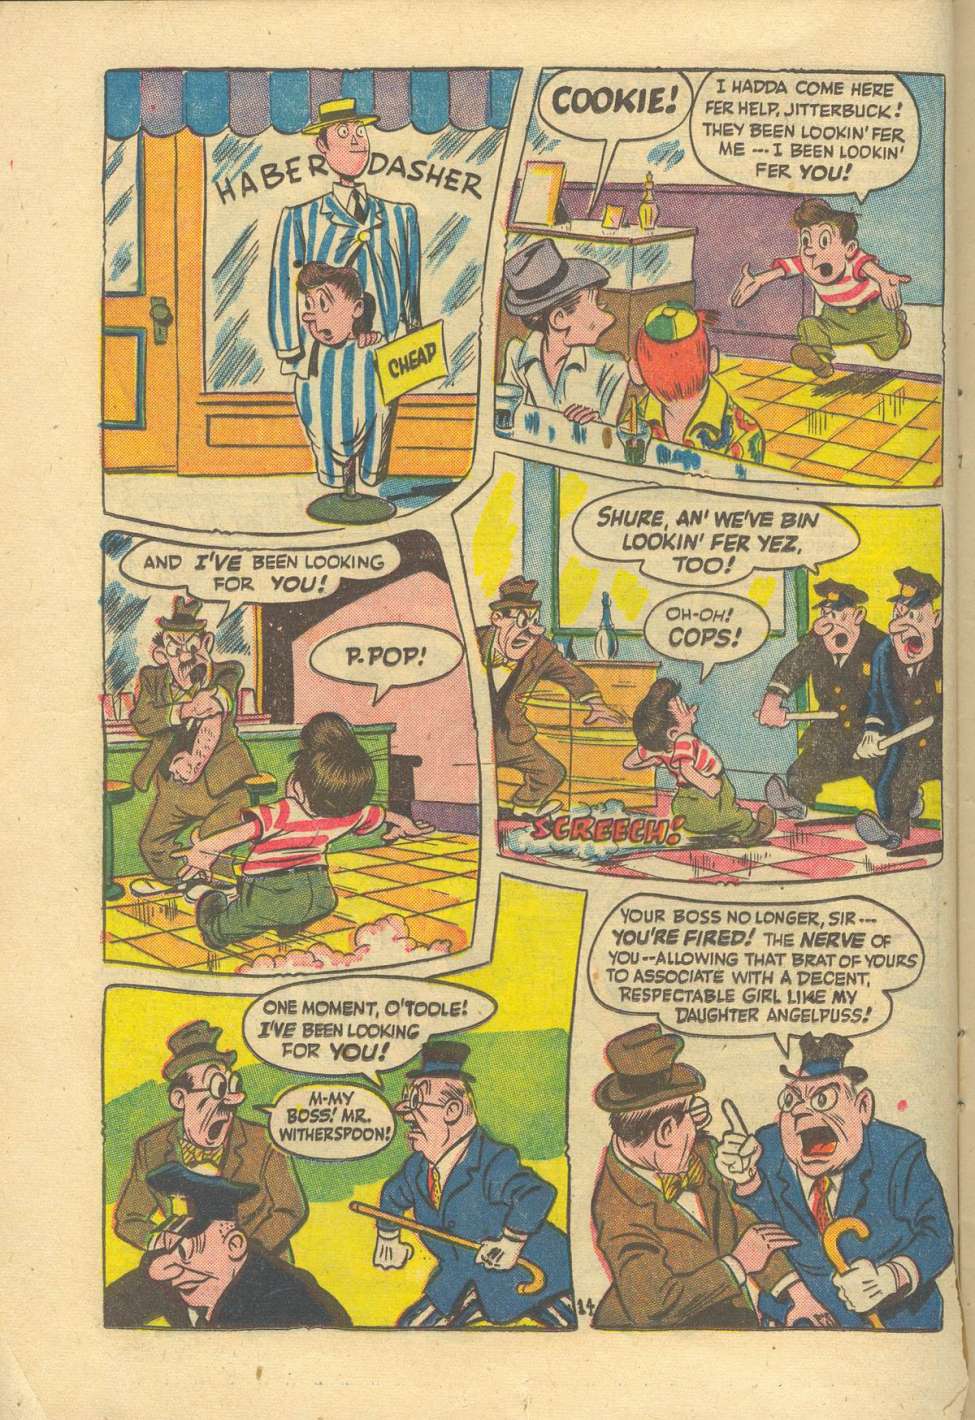 HABER DASHER
CHEAP
COOKIE!
I HADDA COME HERE
FER HELP, JITTERBUCK!
THEY BEEN LOOKIN' FER
ME -- I BEEN LOOKIN'
FER YOU!
AND I'VE BEEN LOOKING
FOR YOU!
P-POP!
SHURE, AN' WE'VE BIN
LOOKIN' FER YEZ,
TOO!
OH-OH!
COPS!
SCREECH!
ONE MOMENT, O'TOOLE!
I'VE BEEN LOOKING
FOR YOU!
M-MY
BOSS! MR.
WITHERSPOON!
YOUR BOSS NO LONGER, SIR--
YOU'RE FIRED! THE NERVE OF
YOU--ALLOWING THAT BRAT OF YOURS
TO ASSOCIATE WITH A DECENT,
RESPECTABLE GIRL LIKE MY
DAUGHTER ANGELPUSS!
14